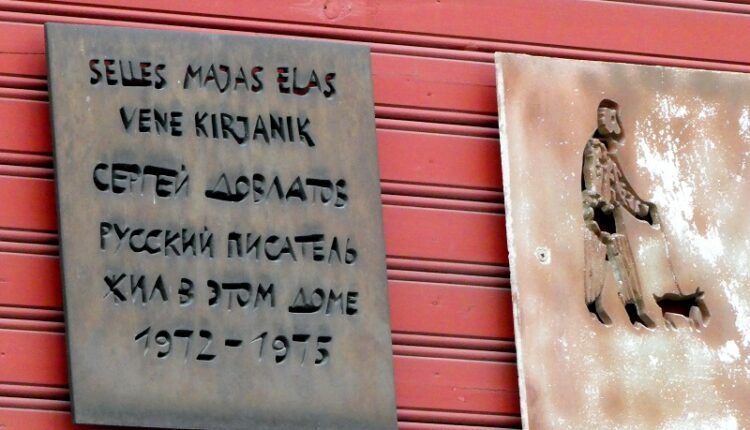 SELLES MAJAS ELAS
VENE KIRJANIK
СЕРГЕЙ ДОВЛАТОВ
РУССКИЙ ПИСАТЕЛЬ
ЖИЛ В ЭТОМ ДОМЕ
1972-1975